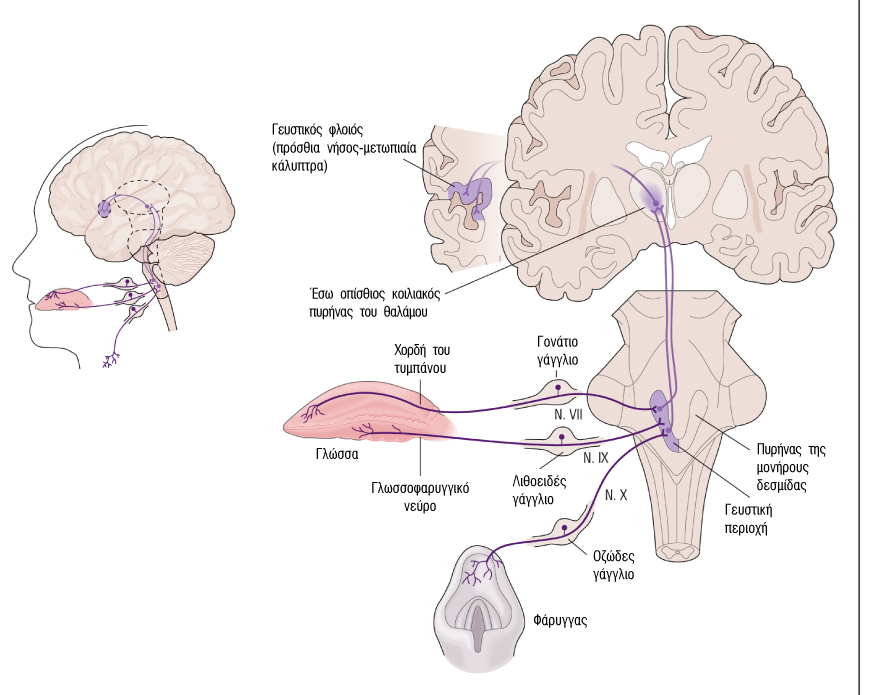 Γευστικός φλοιός
(πρόσθια νήσος-μετωπιαία
κάλυπτρα)
Έσω οπίσθιος κοιλιακός
πυρήνας του θαλάμου
Χορδή του
τυμπάνου
Γονάτιο
γάγγλιο
N. VII
Γλώσσα
N. IX
Γλωσσοφαρυγγικό
νεύρο
Λιθοειδές
γάγγλιο
N. X
Πυρήνας της
μονήρους
δεσμίδας
Γευστική
περιοχή
Οζώδες
γάγγλιο
Φάρυγγας